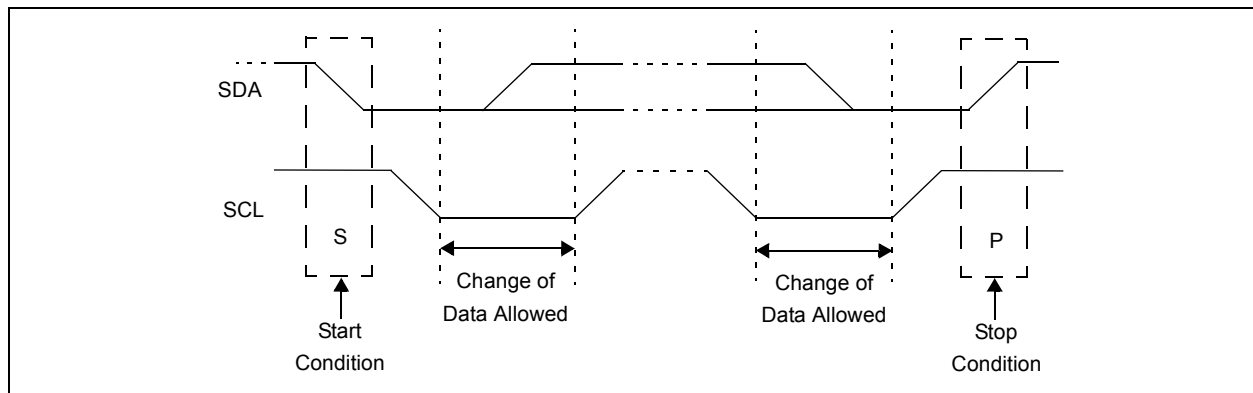 SDA
SCL
S
P
Change of
Data Allowed
Change of
Data Allowed
Start
Condition
Stop
Condition